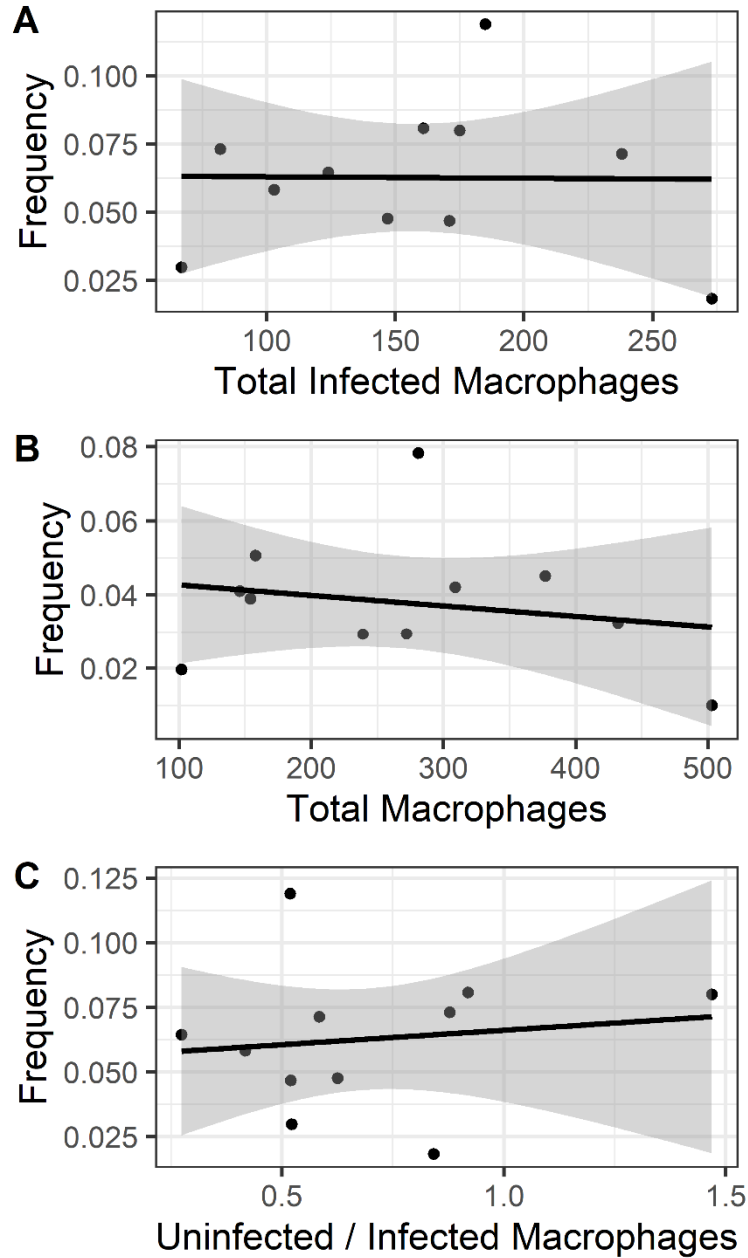 A
Frequency
0.100
0.075
0.050
0.025
100 150 200 250
Total Infected Macrophages
B
Frequency
0.08
0.06
0.04
0.02
100 200 300 400 500
Total Macrophages
C
Frequency
0.125
0.100
0.075
0.050
0.025
0.5 1.0 1.5
Uninfected / Infected Macrophages